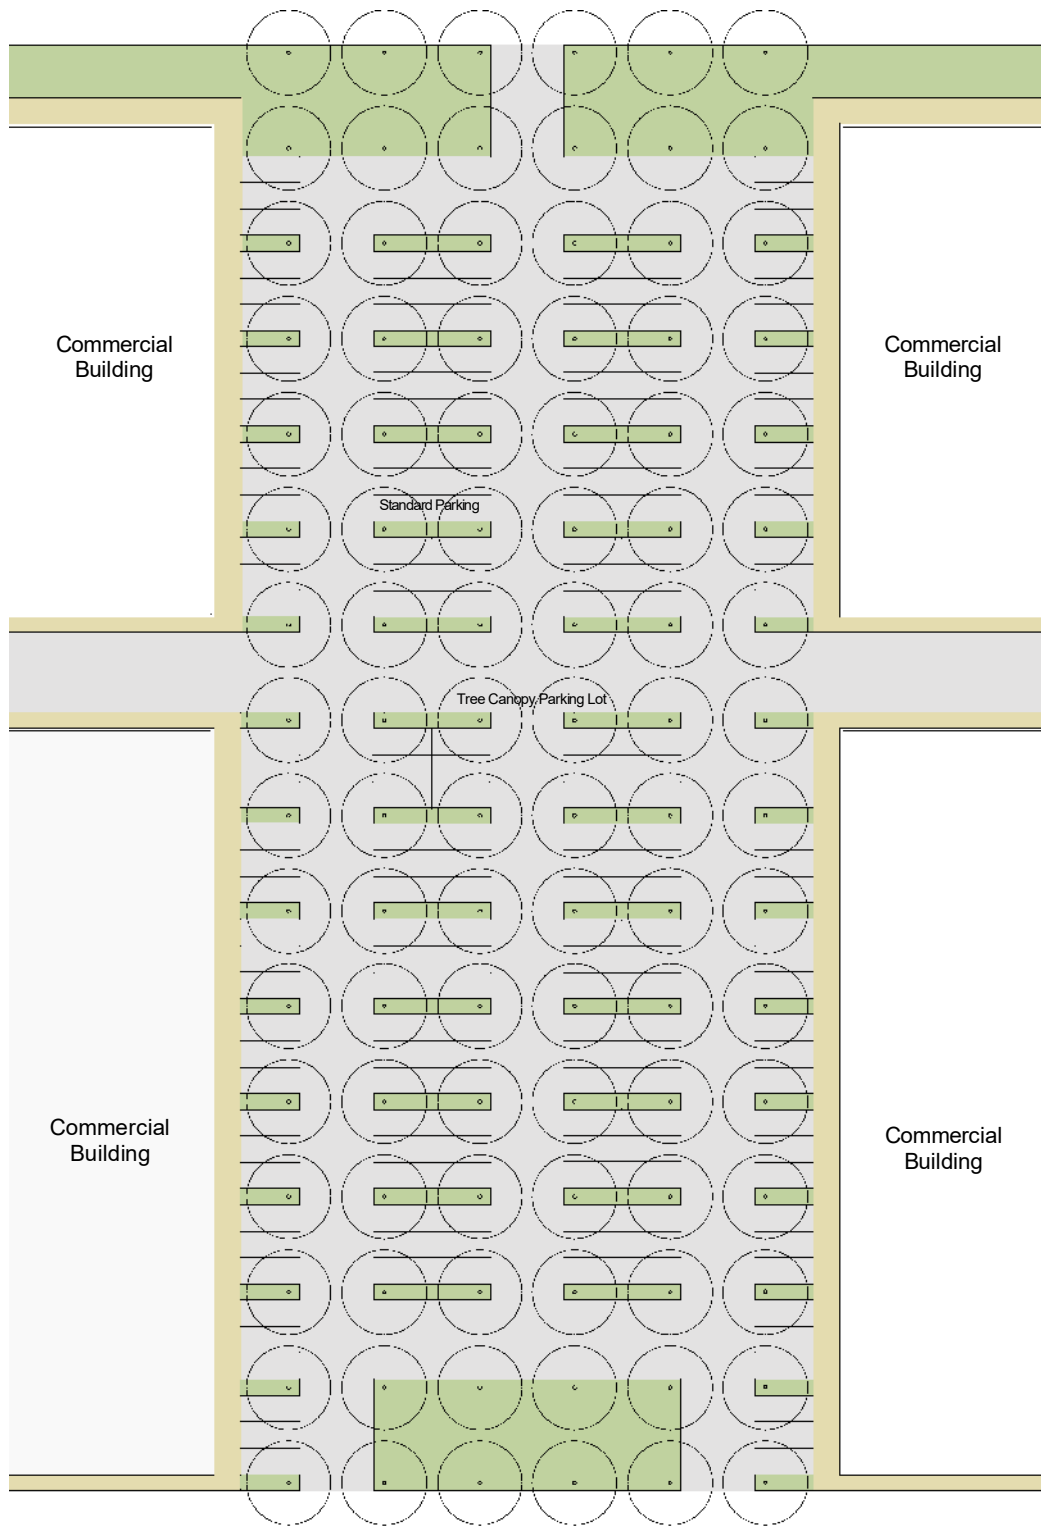 Commercial
Building
Commercial
Building
Standard Parking
Tree Canopy Parking Lot
Commercial
Building
Commercial
Building